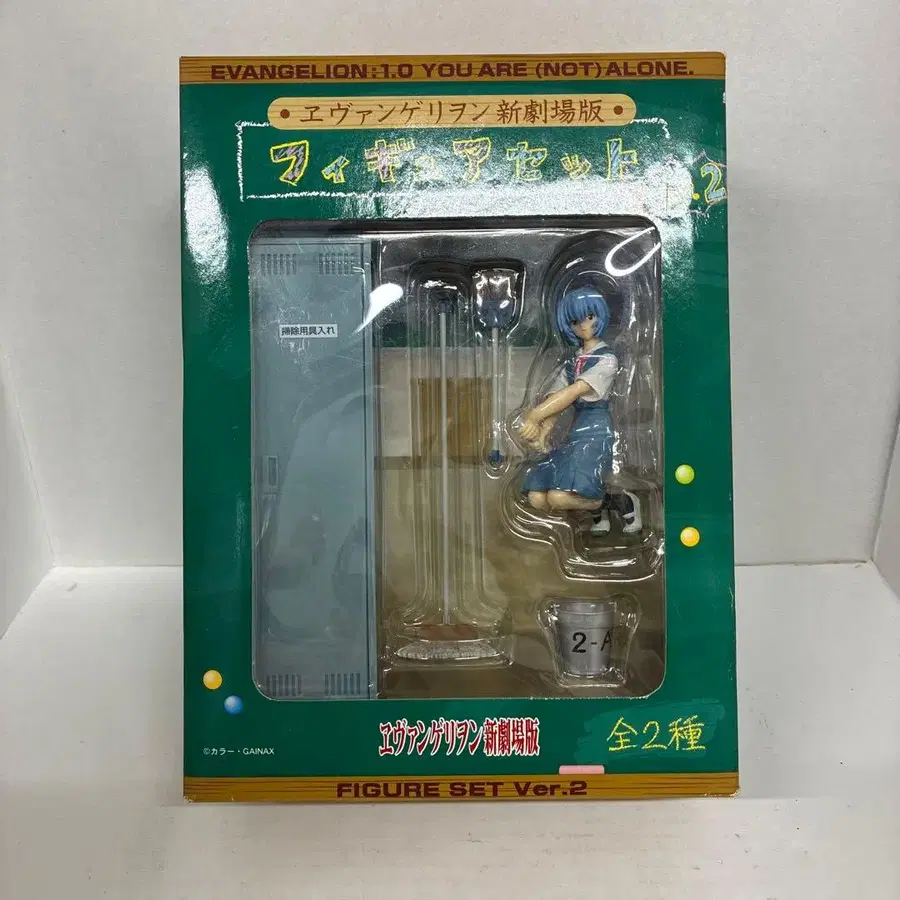 EVANGELION:1.0 YOU ARE (NOT) ALONE.
ヱヴァンゲリヲン 新劇場版
フィギュアセット
.2
掃除用具入れ
2-A
ヱヴァンゲリヲン新劇場版
全2種
©カラー・GAINAX
FIGURE SET Ver.2